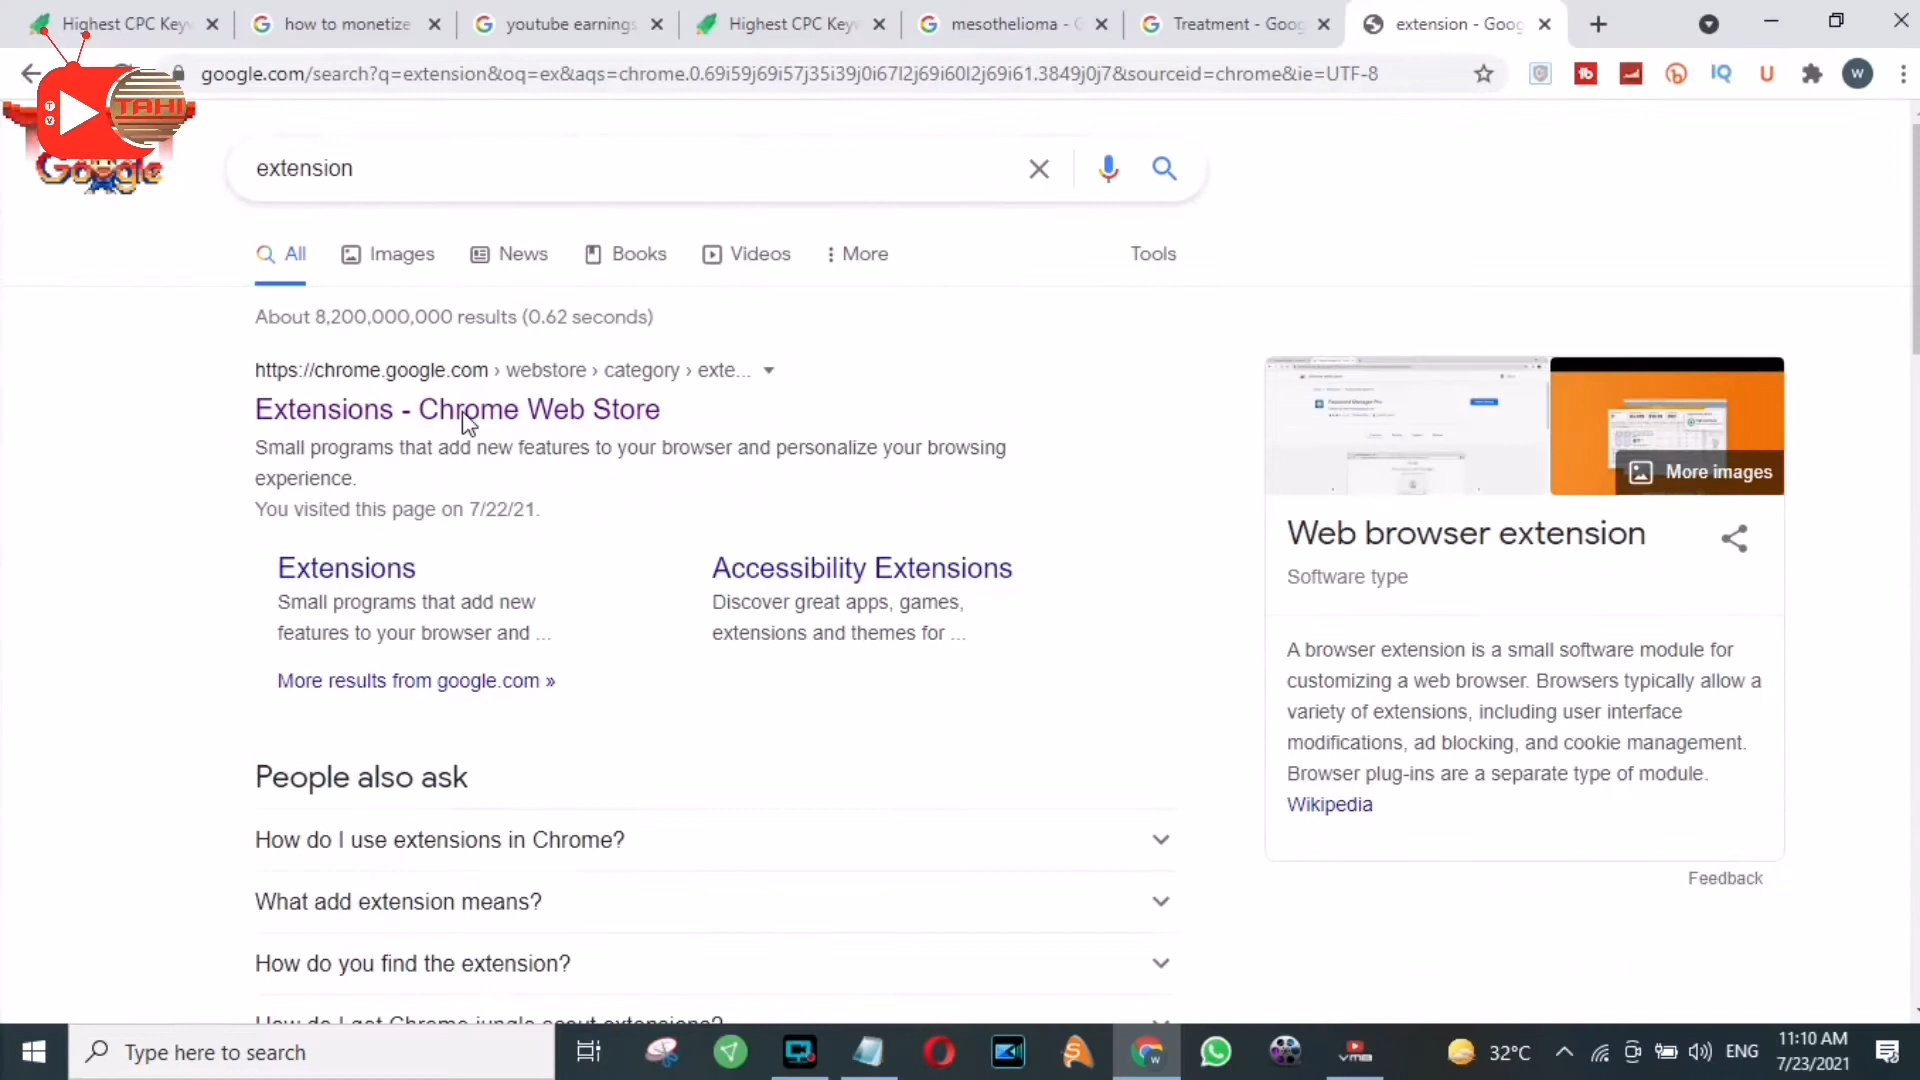 Highest CPC Key
how to monetize
youtube earnings
Highest CPC Key
mesothelioma - G
Treatment - Goog
extension - Goog
google.com/search?q=extension&oq=ex&aqs=chrome.0.69i59j69i57j35i39j0i67l2j69i60l2j69i61.3849j0j7&sourceid=chrome&ie=UTF-8
tb
IQ
U
W
TV
TAHI
Google
extension
All
Images
News
Books
Videos
More
Tools
About 8,200,000,000 results (0.62 seconds)
https://chrome.google.com › webstore › category › exte...
Extensions - Chrome Web Store
Small programs that add new features to your browser and personalize your browsing
experience.
You visited this page on 7/22/21.
Extensions
Small programs that add new
features to your browser and ...
Accessibility Extensions
Discover great apps, games,
extensions and themes for ...
More results from google.com »
People also ask
How do I use extensions in Chrome?
What add extension means?
How do you find the extension?
How do I get Chrome jungle scout extensions?
More images
Web browser extension
Software type
A browser extension is a small software module for
customizing a web browser. Browsers typically allow a
variety of extensions, including user interface
modifications, ad blocking, and cookie management.
Browser plug-ins are a separate type of module.
Wikipedia
Feedback
Type here to search
32°C
ENG
11:10 AM
7/23/2021